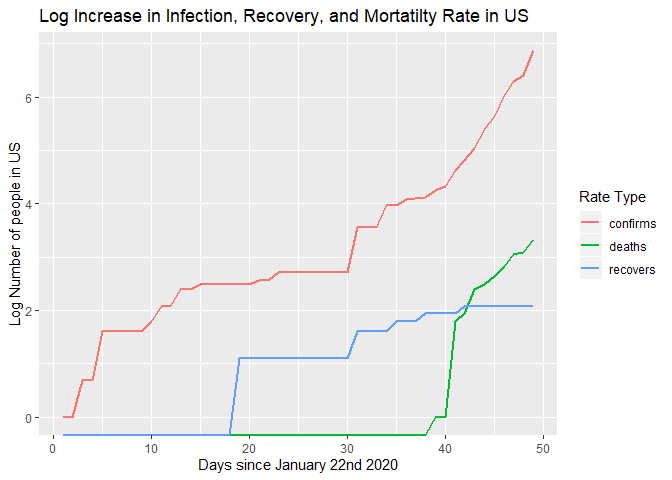 Log Increase in Infection, Recovery, and Mortatilty Rate in US
Log Number of people in US
6
4
2
0
0 10 20 30 40 50
Days since January 22nd 2020
Rate Type
confirms
deaths
recovers